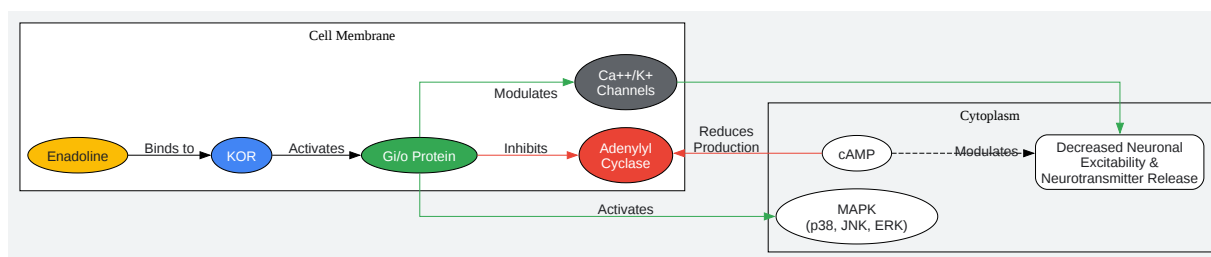 Cell Membrane
Ca++/K+
Channels
Modulates
Enadoline
Binds to
KOR
Activates
Gi/o Protein
Inhibits
Adenylyl
Cyclase
Activates
Reduces
Production
Cytoplasm
cAMP
Modulates
Decreased Neuronal
Excitability &
Neurotransmitter Release
MAPK
(p38, JNK, ERK)